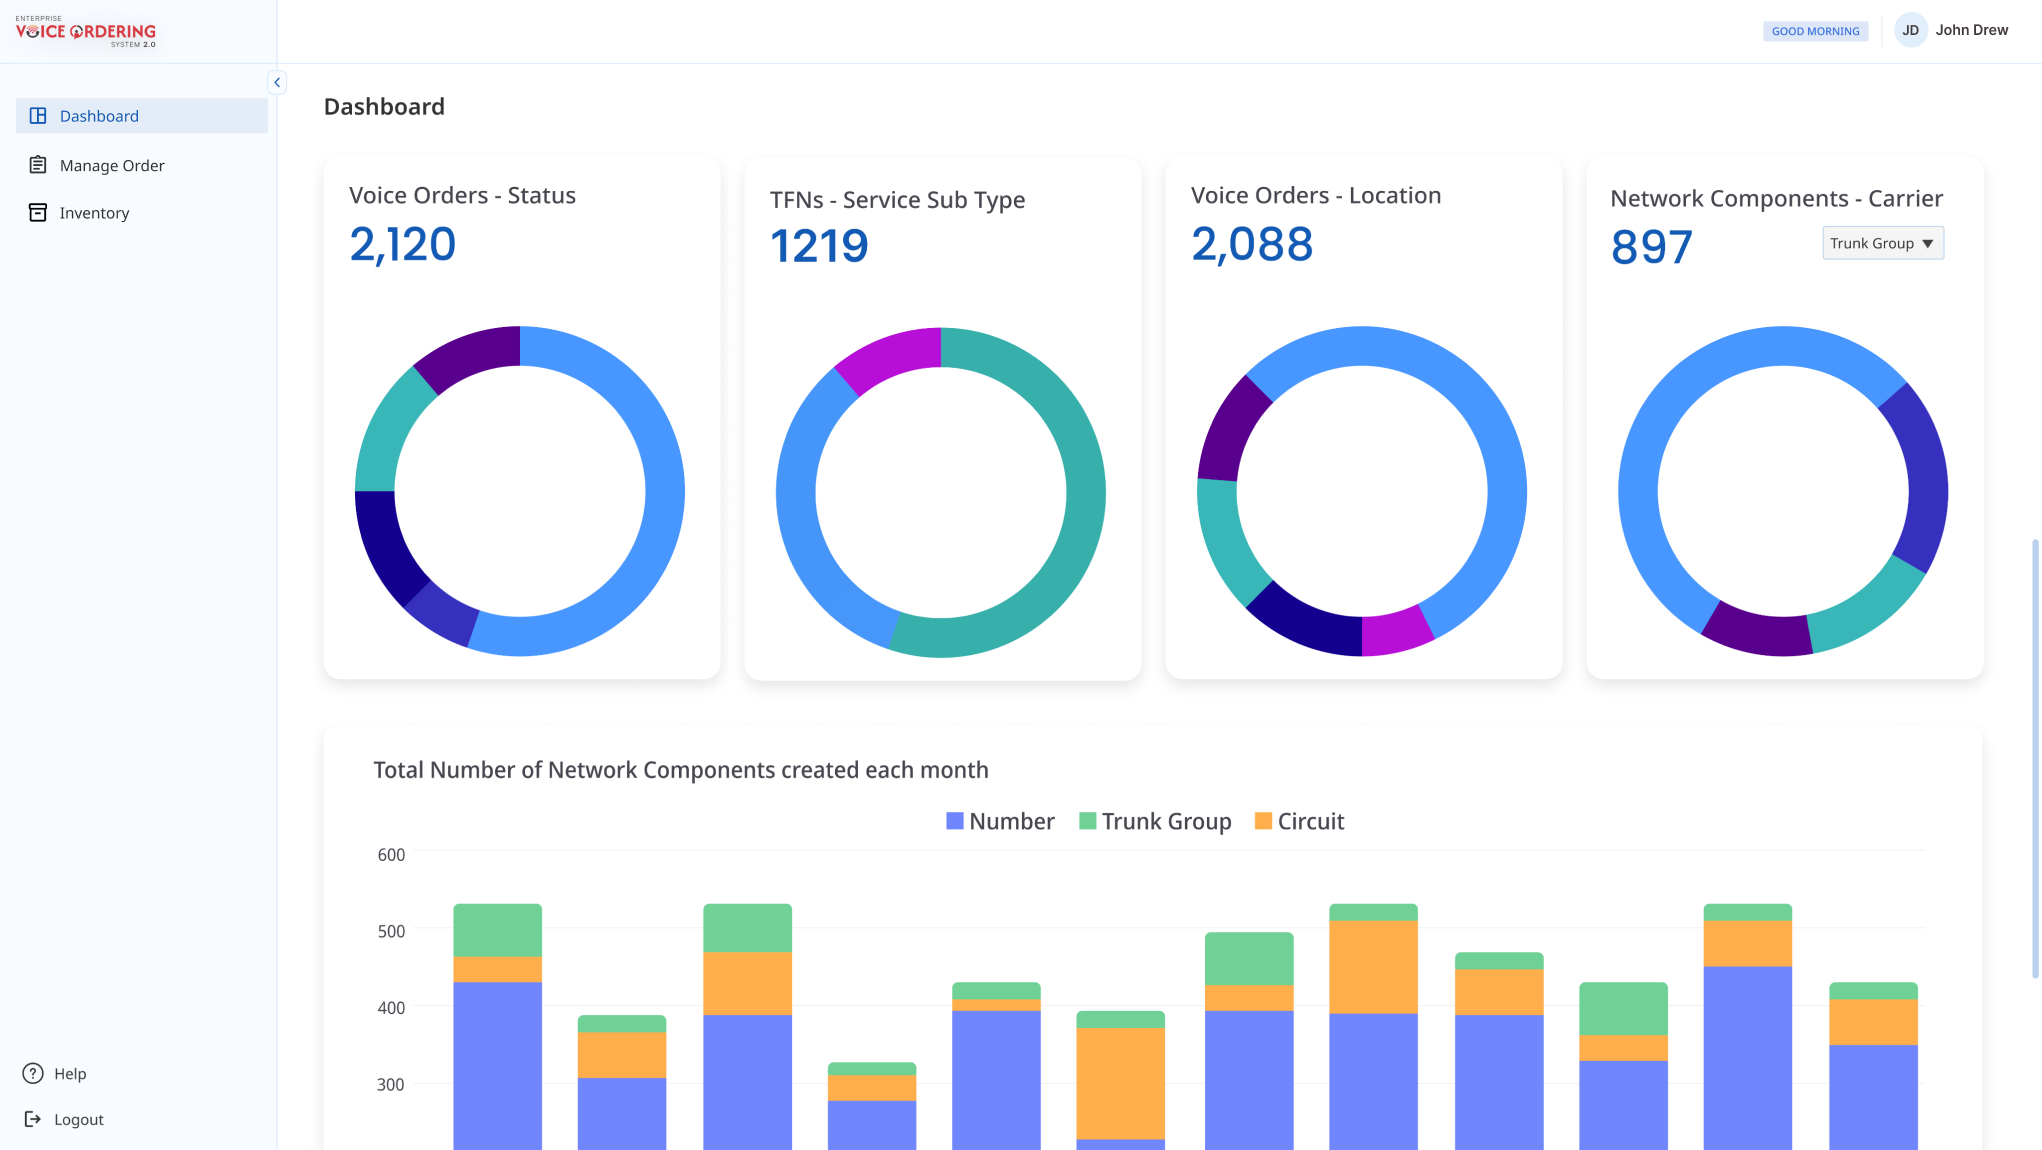 ENTERPRISE
VOICE ORDERING
SYSTEM 2.0
GOOD MORNING
JD
John Drew
Dashboard
Manage Order
Inventory
Help
Logout
Dashboard
Voice Orders - Status
2,120
TFNs - Service Sub Type
1219
Voice Orders - Location
2,088
Network Components - Carrier
897
Trunk Group ▼
Total Number of Network Components created each month
Number
Trunk Group
Circuit
600
500
400
300